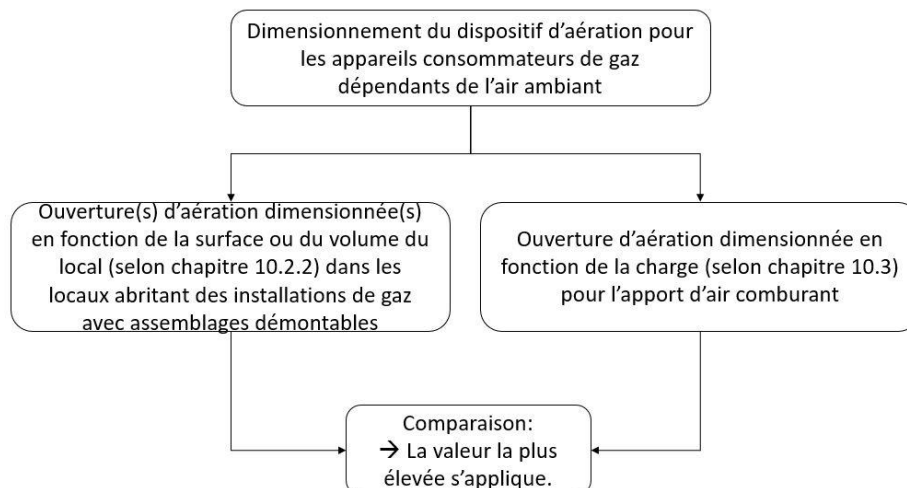 Dimensionnement du dispositif d’aération pour
les appareils consommateurs de gaz
dépendants de l’air ambiant
Ouverture(s) d’aération dimensionnée(s)
en fonction de la surface ou du volume du
local (selon chapitre 10.2.2) dans les
locaux abritant des installations de gaz
avec assemblages démontables
Ouverture d’aération dimensionnée en
fonction de la charge (selon chapitre 10.3)
pour l’apport d’air comburant
Comparaison:
→ La valeur la plus
élevée s’applique.